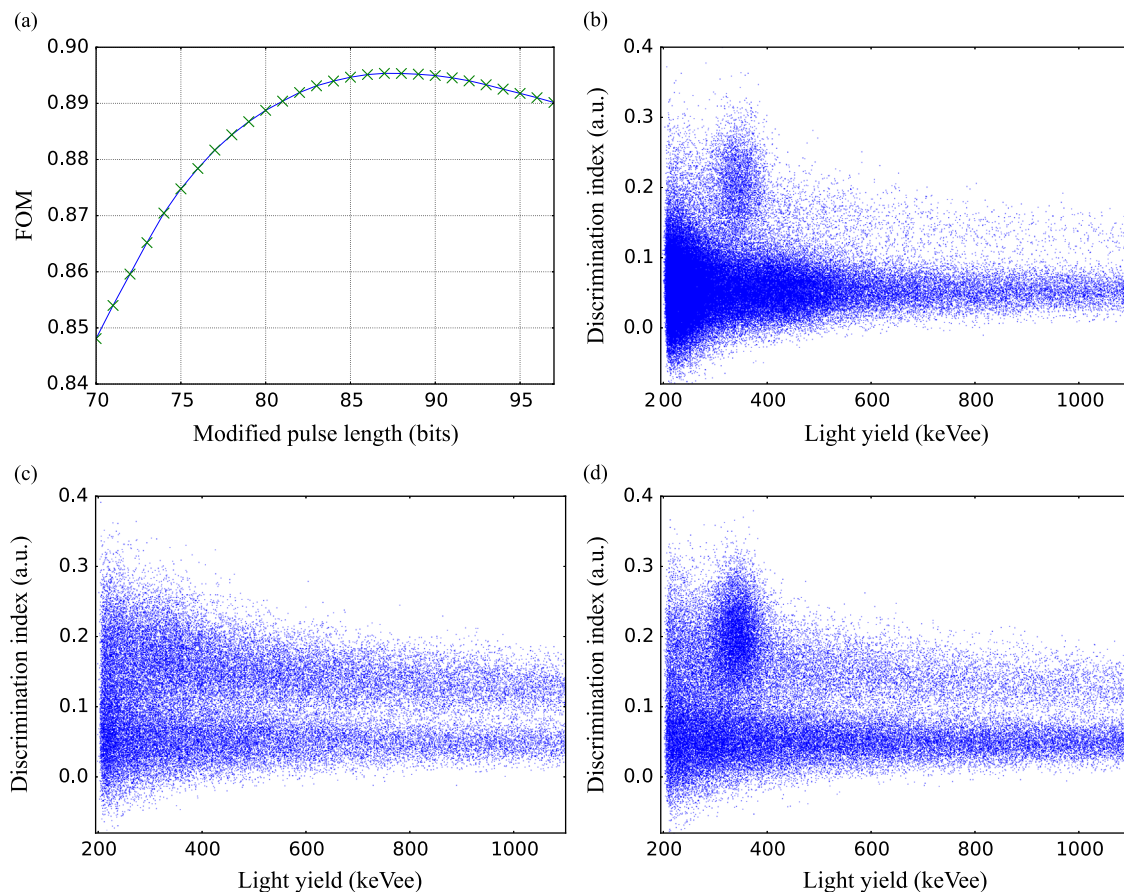 (a)
0.90
0.89
0.88
0.87
0.86
0.85
0.84
FOM
70 75 80 85 90 95
Modified pulse length (bits)
(b)
0.4
0.3
0.2
0.1
0.0
Discrimination index (a.u.)
200 400 600 800 1000
Light yield (keVee)
(c)
0.4
0.3
0.2
0.1
0.0
Discrimination index (a.u.)
200 400 600 800 1000
Light yield (keVee)
(d)
0.4
0.3
0.2
0.1
0.0
Discrimination index (a.u.)
200 400 600 800 1000
Light yield (keVee)